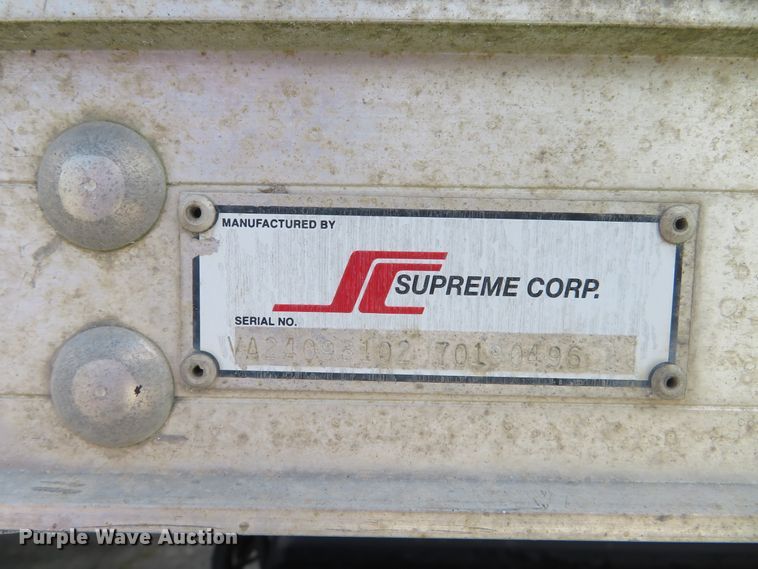 MANUFACTURED BY
SUPREME CORP.
SERIAL NO.
Purple Wave Auction